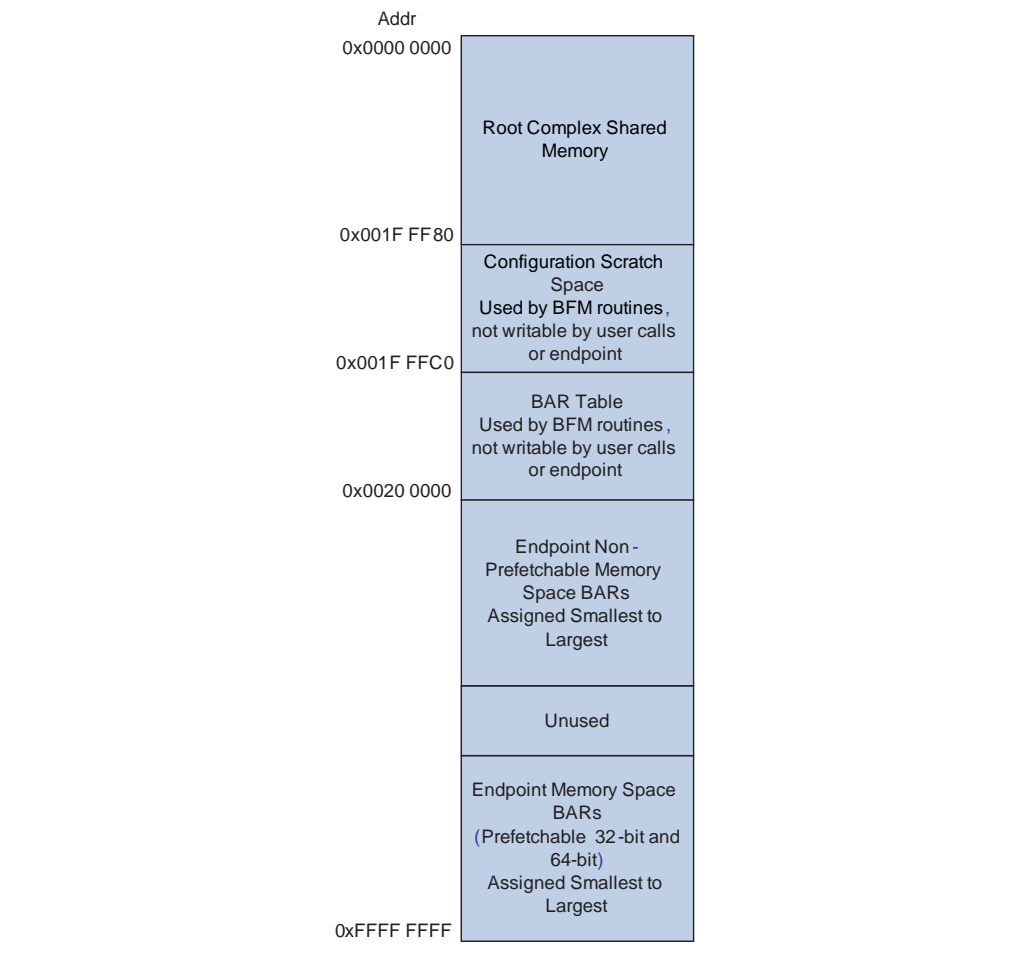 Addr
0x0000 0000
Root Complex Shared
Memory
0x001F FF80
Configuration Scratch
Space
Used by BFM routines,
not writable by user calls
or endpoint
0x001F FFC0
BAR Table
Used by BFM routines,
not writable by user calls
or endpoint
0x0020 0000
Endpoint Non-
Prefetchable Memory
Space BARs
Assigned Smallest to
Largest
Unused
Endpoint Memory Space
BARs
(Prefetchable 32-bit and
64-bit)
Assigned Smallest to
Largest
0xFFFF FFFF